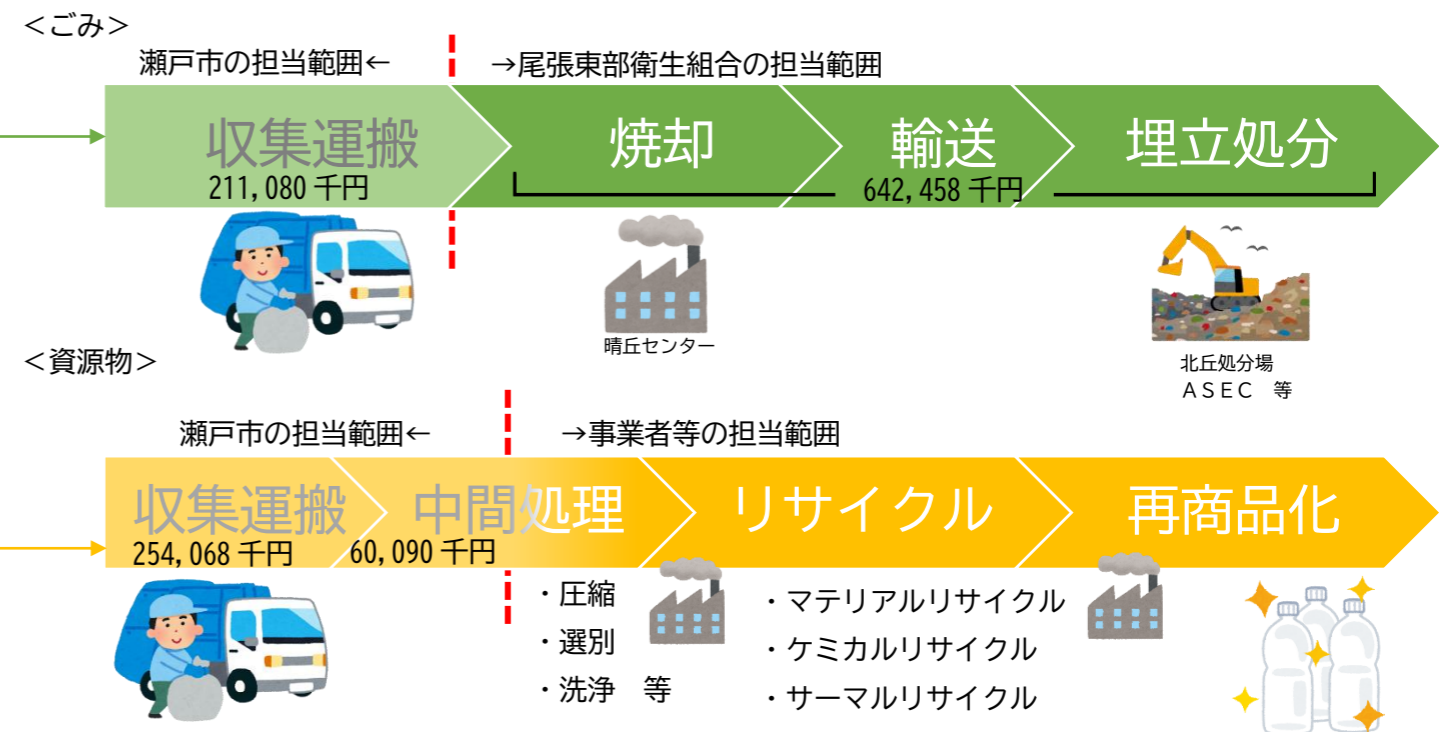 ＜ごみ＞
瀬戸市の担当範囲← →尾張東部衛生組合の担当範囲
収集運搬 焼却 輸送 埋立処分
211,080 千円 642,458 千円
晴丘センター
北丘処分場
ＡＳＥＣ　等
＜資源物＞
瀬戸市の担当範囲← →事業者等の担当範囲
収集運搬 中間処理 リサイクル 再商品化
254,068 千円 60,090 千円
・圧縮
・選別
・洗浄　等
・マテリアルリサイクル
・ケミカルリサイクル
・サーマルリサイクル